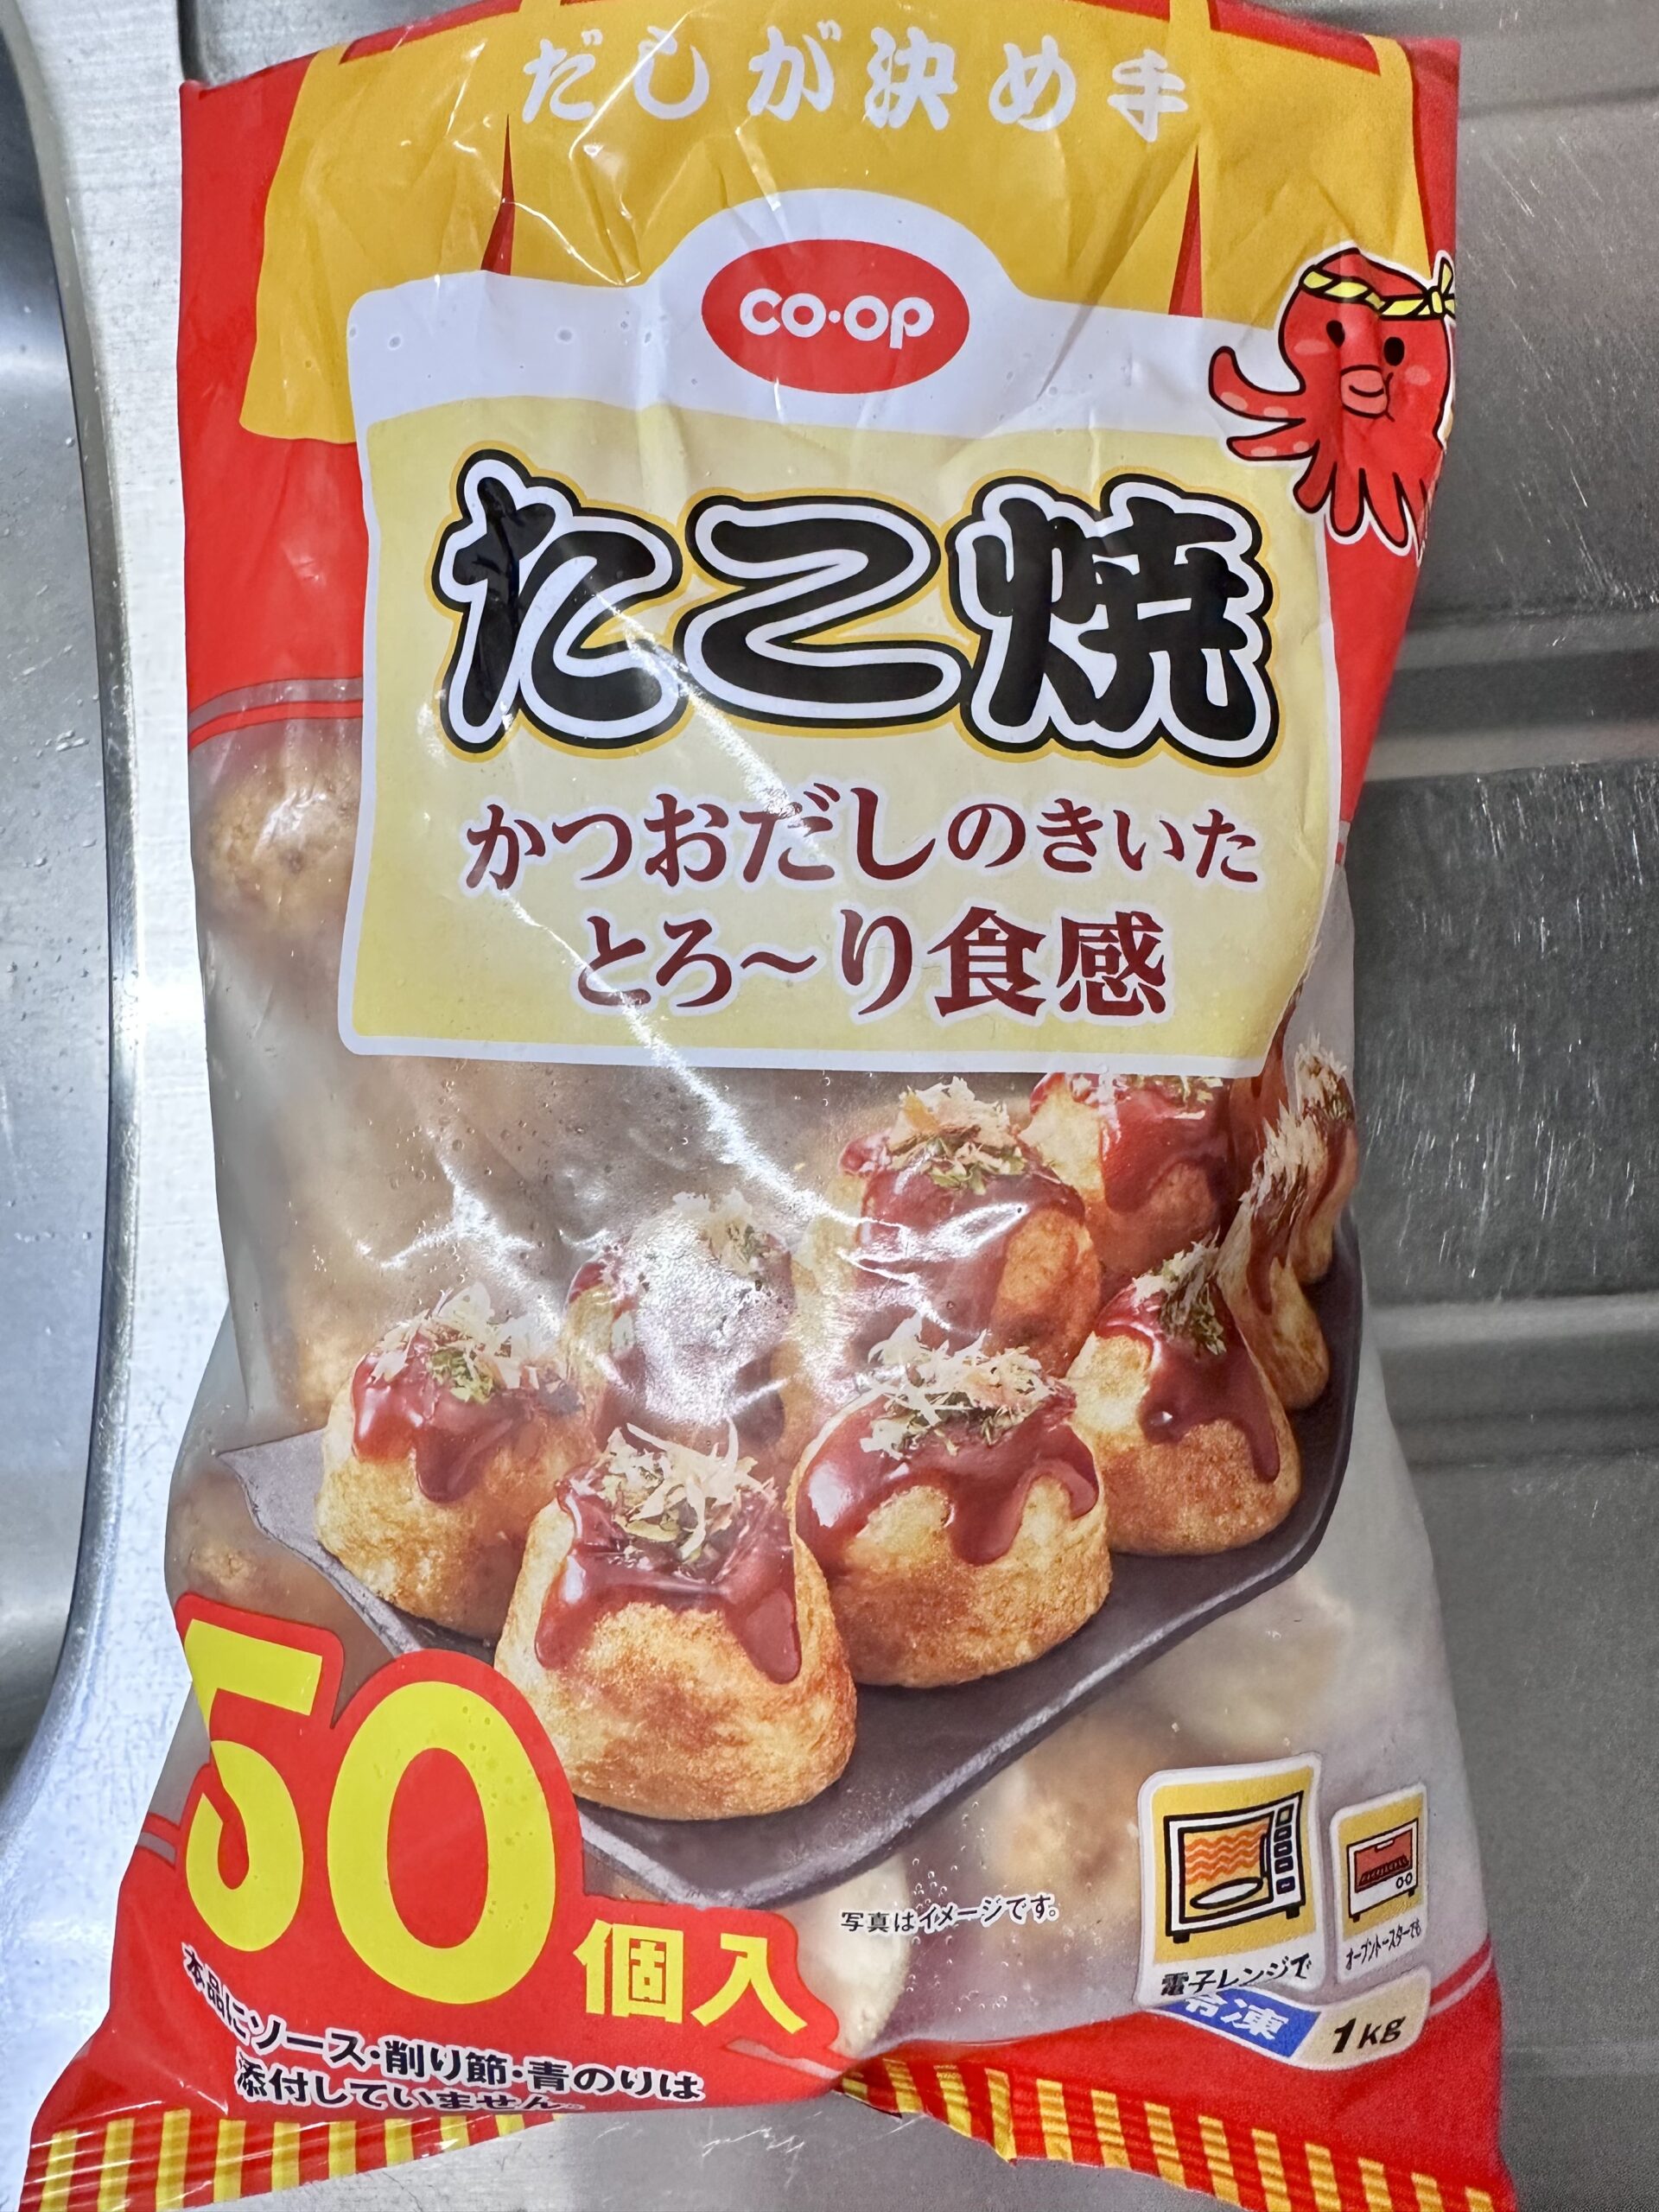 だしが決め手
CO・OP
たこ焼
かつおだしのきいた
とろ〜り食感
50個入
本品にソース・削り節・青のりは
添付していません。
写真はイメージです。
電子レンジで
オーブントースターでも
冷凍
1kg